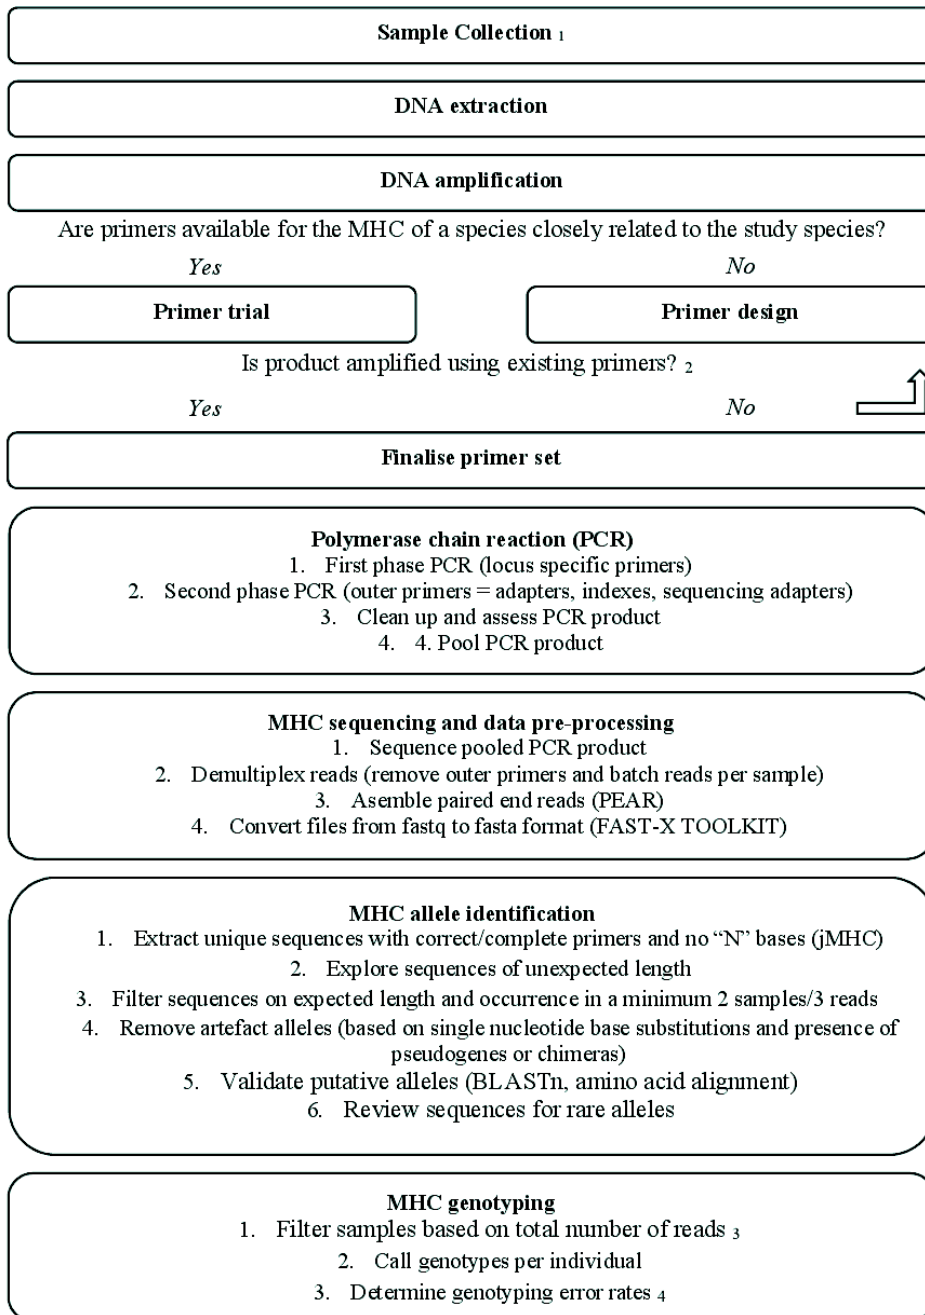 Sample Collection 1
DNA extraction
DNA amplification
Are primers available for the MHC of a species closely related to the study species?
Yes
No
Primer trial
Primer design
Is product amplified using existing primers? 2
Yes
No
Finalise primer set
Polymerase chain reaction (PCR)
1. First phase PCR (locus specific primers)
2. Second phase PCR (outer primers = adapters, indexes, sequencing adapters)
3. Clean up and assess PCR product
4. 4. Pool PCR product
MHC sequencing and data pre-processing
1. Sequence pooled PCR product
2. Demultiplex reads (remove outer primers and batch reads per sample)
3. Asemble paired end reads (PEAR)
4. Convert files from fastq to fasta format (FAST-X TOOLKIT)
MHC allele identification
1. Extract unique sequences with correct/complete primers and no “N” bases (jMHC)
2. Explore sequences of unexpected length
3. Filter sequences on expected length and occurrence in a minimum 2 samples/3 reads
4. Remove artefact alleles (based on single nucleotide base substitutions and presence of
pseudogenes or chimeras)
5. Validate putative alleles (BLASTn, amino acid alignment)
6. Review sequences for rare alleles
MHC genotyping
1. Filter samples based on total number of reads 3
2. Call genotypes per individual
3. Determine genotyping error rates 4